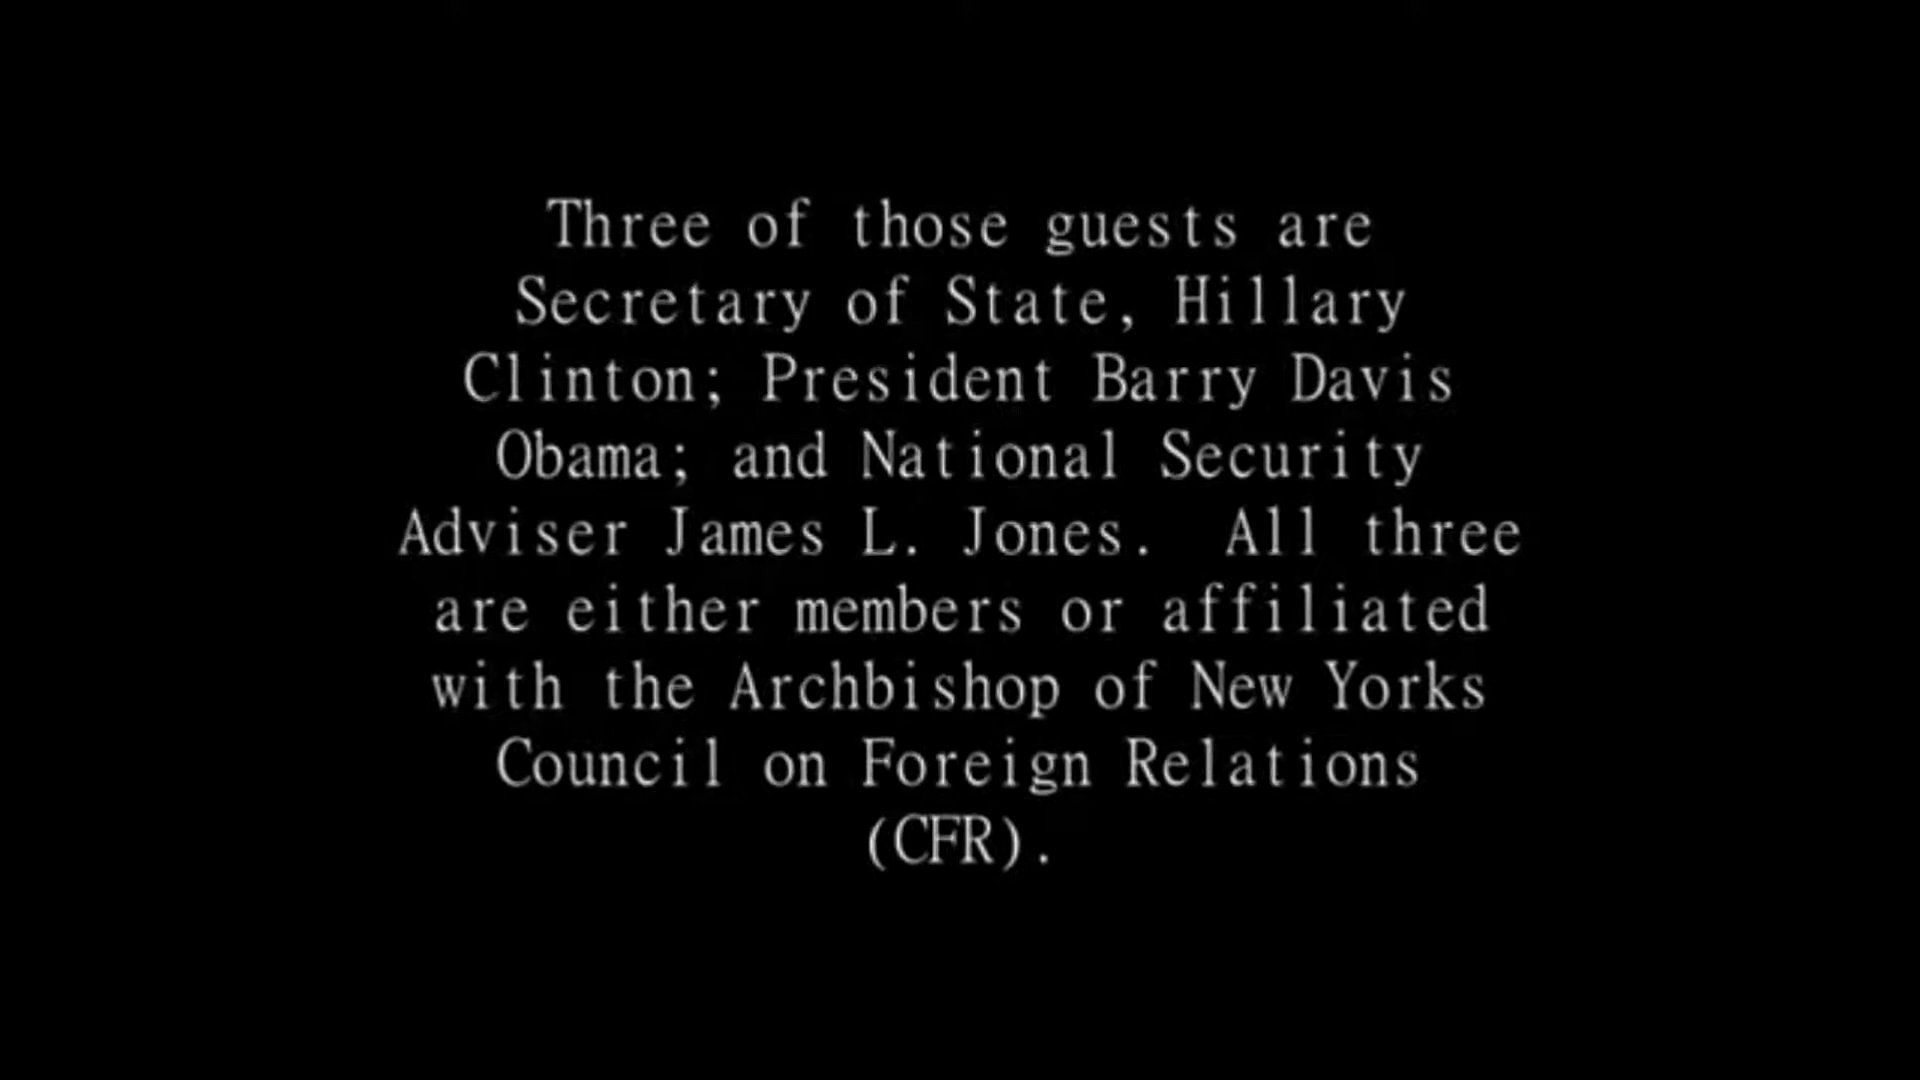 Three of those guests are
Secretary of State, Hillary
Clinton; President Barry Davis
Obama; and National Security
Adviser James L. Jones.  All three
are either members or affiliated
with the Archbishop of New Yorks
Council on Foreign Relations
(CFR).